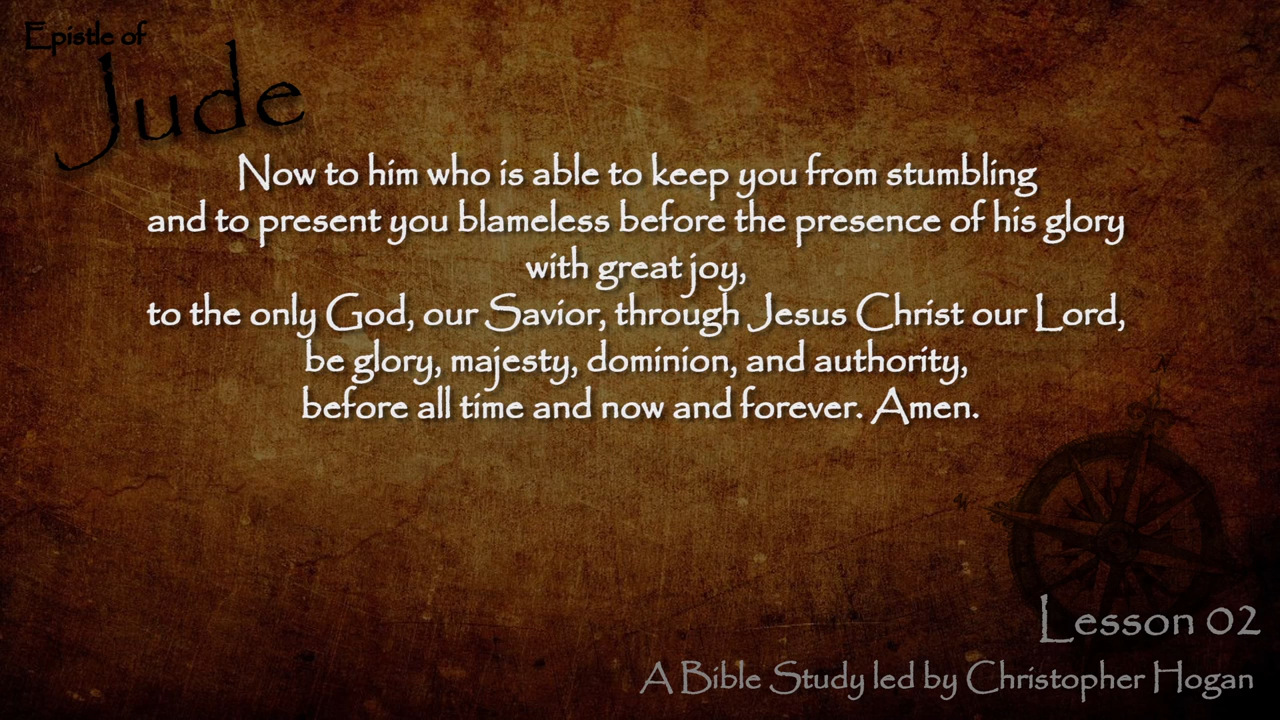 Epistle of
Jude
Now to him who is able to keep you from stumbling
and to present you blameless before the presence of his glory
with great joy,
to the only God, our Savior, through Jesus Christ our Lord,
be glory, majesty, dominion, and authority,
before all time and now and forever. Amen.
Lesson 02
A Bible Study led by Christopher Hogan